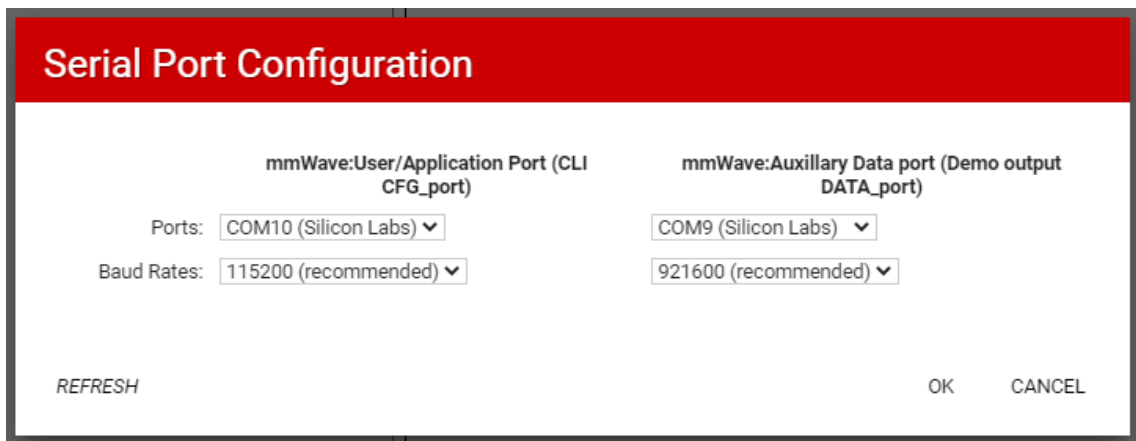 Serial Port Configuration
mmWave:User/Application Port (CLI
CFG_port)
mmWave:Auxillary Data port (Demo output
DATA_port)
Ports: COM10 (Silicon Labs) COM9 (Silicon Labs)
Baud Rates: 115200 (recommended) 921600 (recommended)
REFRESH OK CANCEL